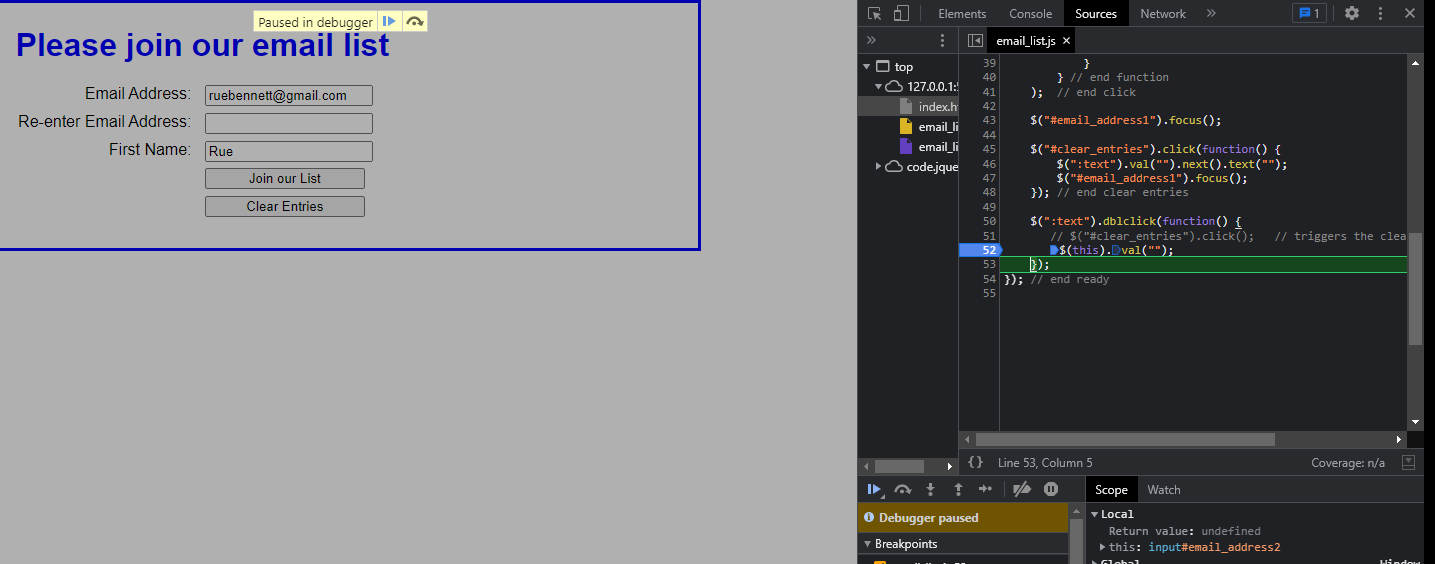 Paused in debugger
Please join our email list
Email Address: ruebennett@gmail.com
Re-enter Email Address:
First Name: Rue
Join our List
Clear Entries
Elements Console Sources Network » 1
» email_list.js ×
top
127.0.0.1:5
index.h
email_li
email_li
code.jque
39 }
40 } // end function
41 ); // end click
42
43 $("#email_address1").focus();
44
45 $("#clear_entries").click(function() {
46 $(":text").val("").next().text("");
47 $("#email_address1").focus();
48 }); // end clear entries
49
50 $(":text").dblclick(function() {
51 // $("#clear_entries").click(); // triggers the clea
52 $(this).val("");
53 });
54 }); // end ready
55
{} Line 53, Column 5 Coverage: n/a
Scope Watch
Debugger paused
Breakpoints
Local
Return value: undefined
this: input#email_address2
Global Window